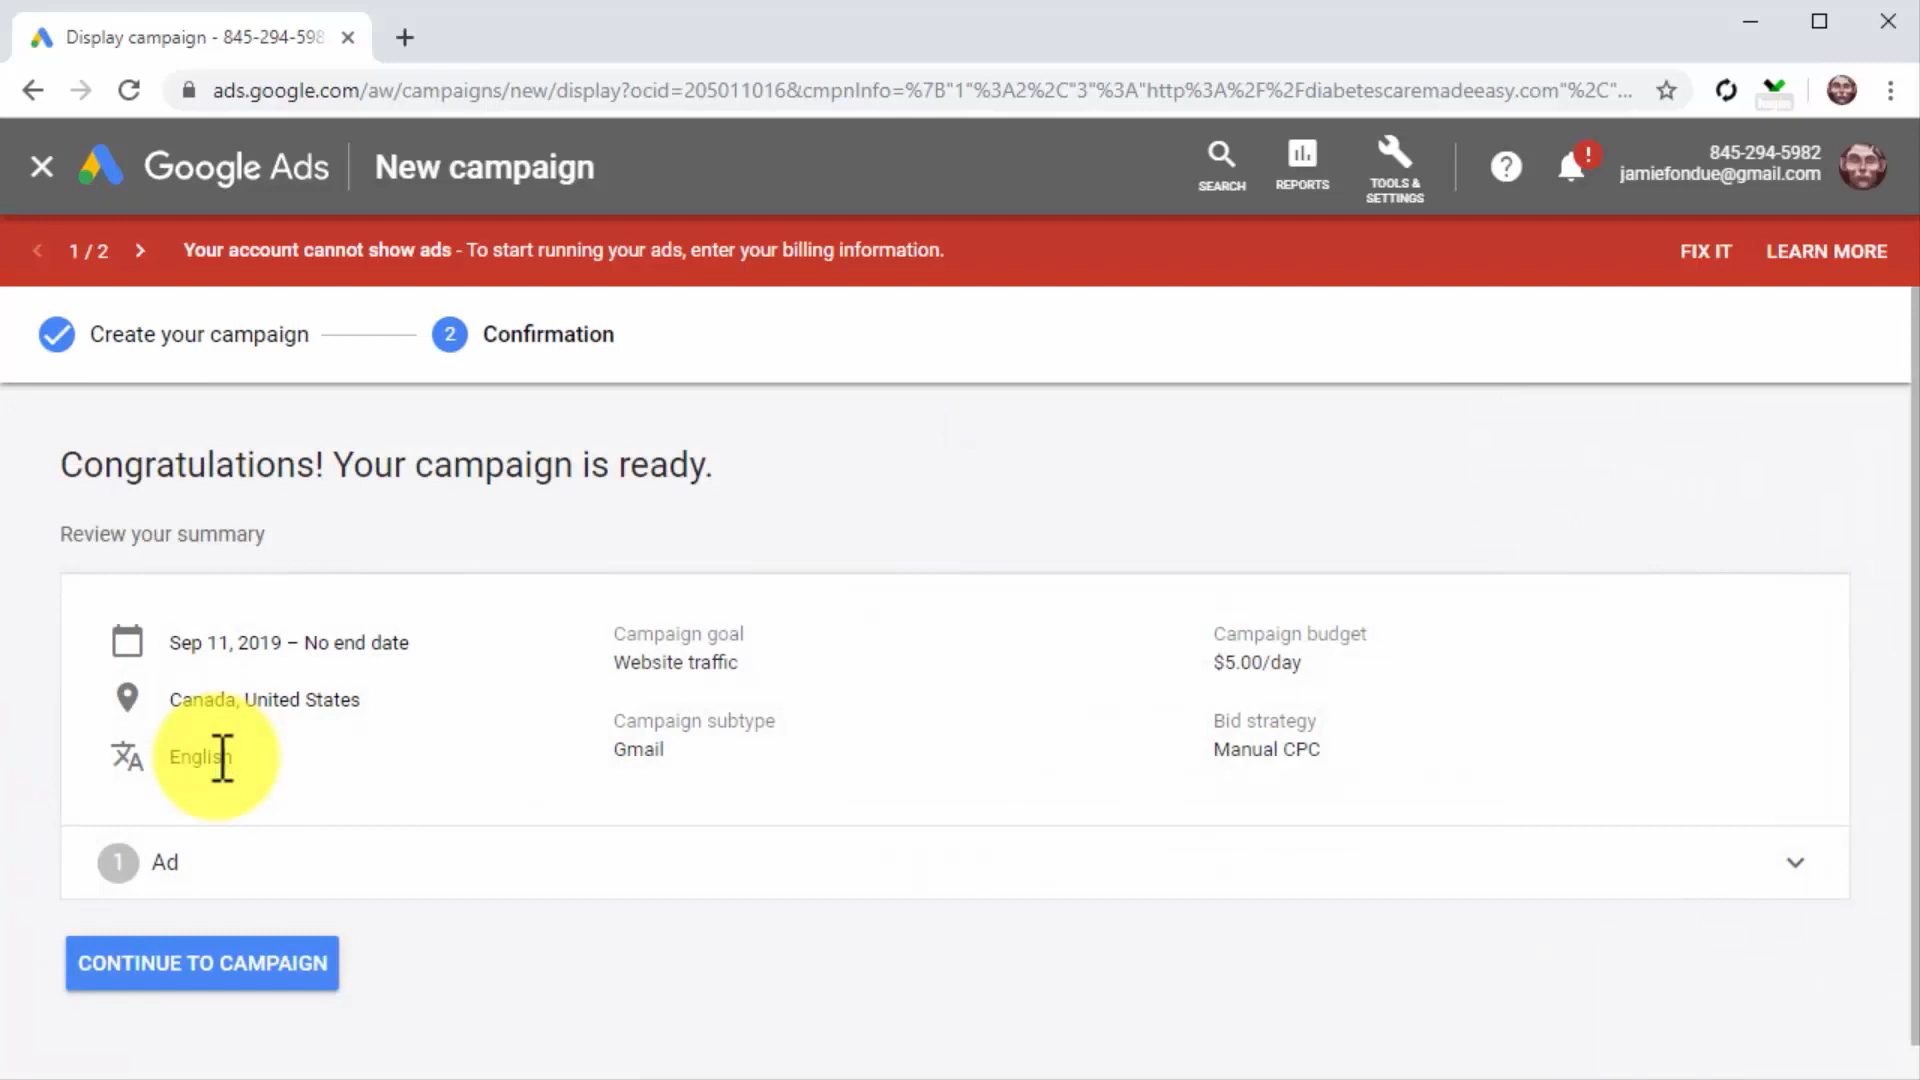 Display campaign - 845-294-598
ads.google.com/aw/campaigns/new/display?ocid=205011016&cmpnInfo=%7B"1"%3A2%2C"3"%3A"http%3A%2F%2Fdiabetescaremadeeasy.com"%2C"...
login
Google Ads New campaign
SEARCH REPORTS TOOLS & SETTINGS
845-294-5982
jamiefondue@gmail.com
1 / 2 Your account cannot show ads - To start running your ads, enter your billing information. FIX IT LEARN MORE
Create your campaign 2 Confirmation
Congratulations! Your campaign is ready.
Review your summary
Sep 11, 2019 – No end date
Canada, United States
English
Campaign goal
Website traffic
Campaign subtype
Gmail
Campaign budget
$5.00/day
Bid strategy
Manual CPC
1 Ad
CONTINUE TO CAMPAIGN